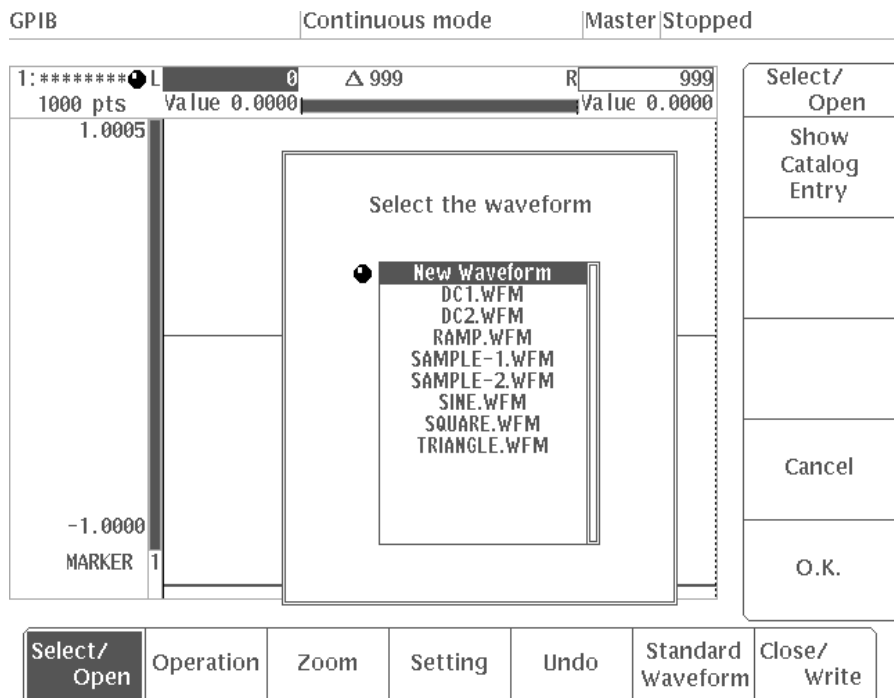 GPIB Continuous mode Master Stopped
1:******** L 0 Δ 999 R 999
1000 pts Value 0.0000 Value 0.0000
1.0005
-1.0000
MARKER 1
Select the waveform
New Waveform
DC1.WFM
DC2.WFM
RAMP.WFM
SAMPLE-1.WFM
SAMPLE-2.WFM
SINE.WFM
SQUARE.WFM
TRIANGLE.WFM
Select/
Open
Show
Catalog
Entry
Cancel
O.K.
Select/
Open
Operation
Zoom
Setting
Undo
Standard
Waveform
Close/
Write